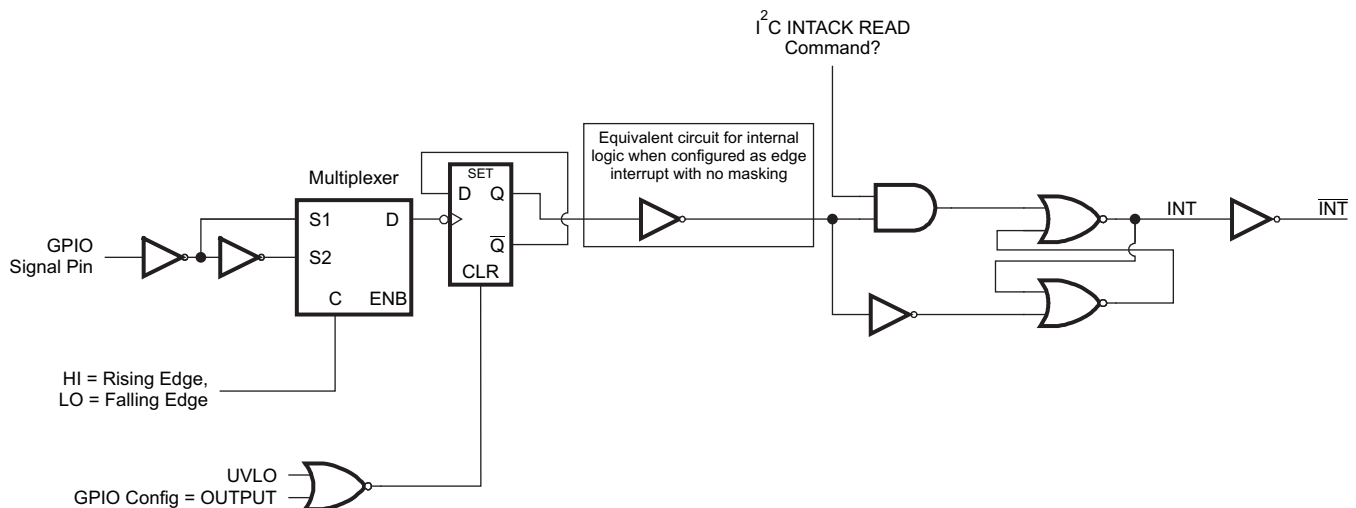 I²C INTACK READ
Command?
Equivalent circuit for internal
logic when configured as edge
interrupt with no masking
Multiplexer
SET
D Q
Q̅
CLR
S1 D
S2
C ENB
GPIO
Signal Pin
INT
I̅N̅T̅
HI = Rising Edge,
LO = Falling Edge
UVLO
GPIO Config = OUTPUT